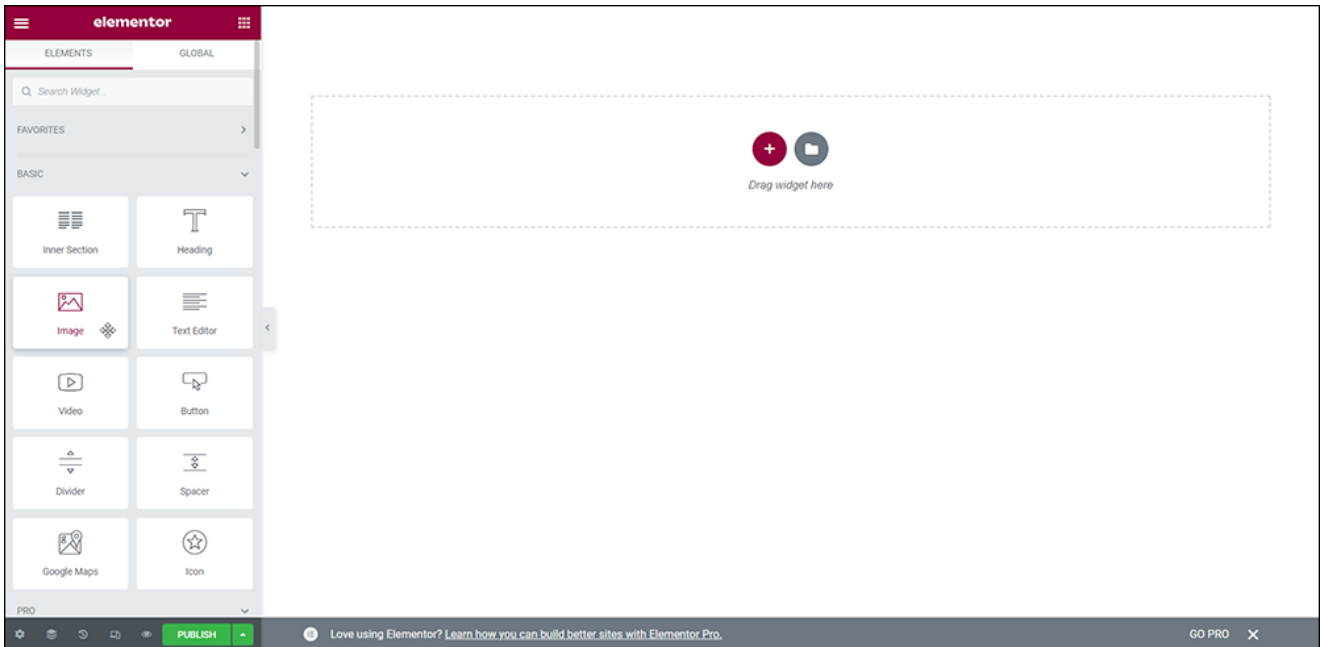 elementor
ELEMENTS GLOBAL
Search Widget...
FAVORITES
BASIC
Inner Section Heading
Image Text Editor
Video Button
Divider Spacer
Google Maps Icon
PRO
PUBLISH
Drag widget here
Love using Elementor? Learn how you can build better sites with Elementor Pro.
GO PRO